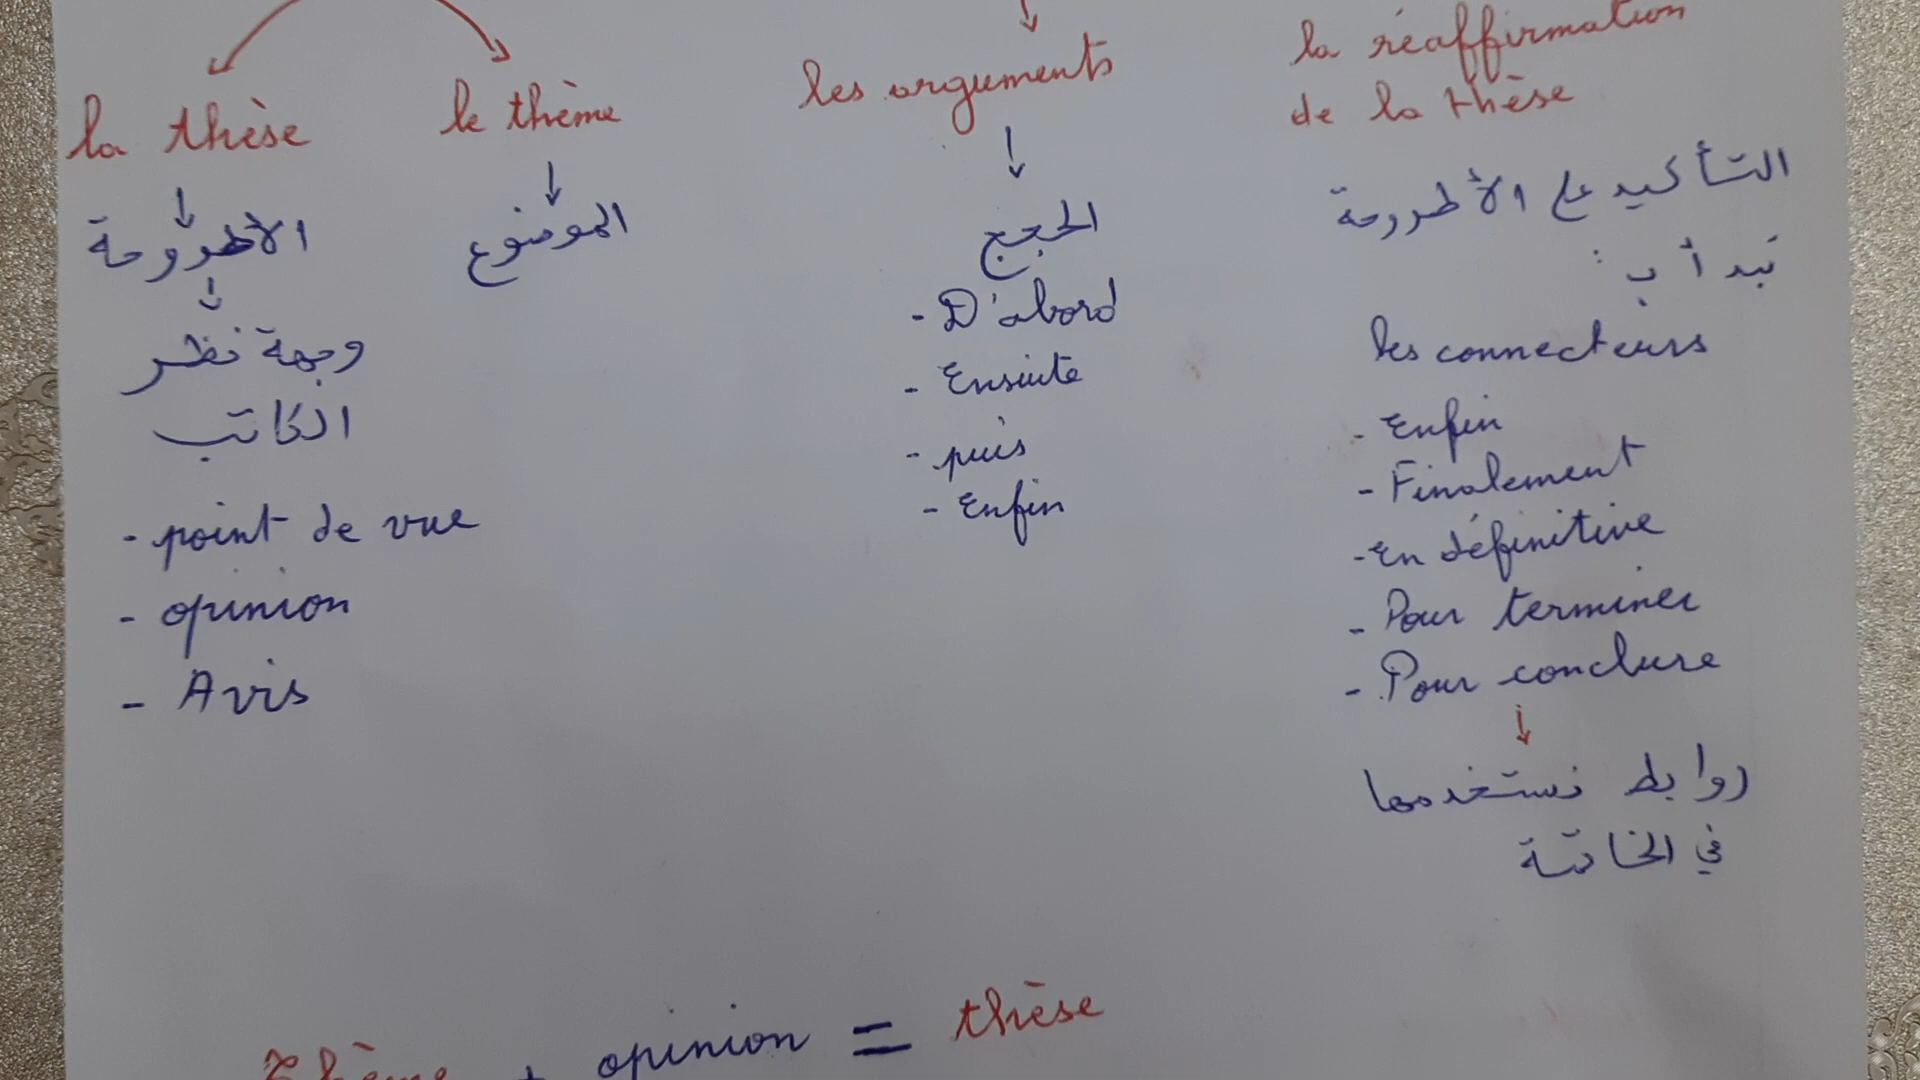 la thèse
الأطروحة
وجهة نظر
الكاتب
- point de vue
- opinion
- Avis
le thème
الموضوع
les arguments
الحجج
- D'abord
- Ensuite
- puis
- Enfin
la réaffirmation
de la thèse
التأكيد على الأطروحة
تبدأ ب :
les connecteurs
- Enfin
- Finalement
- En définitive
- Pour terminer
- Pour conclure
روابط نستخدمها
في الخاتمة
Thème + opinion = thèse